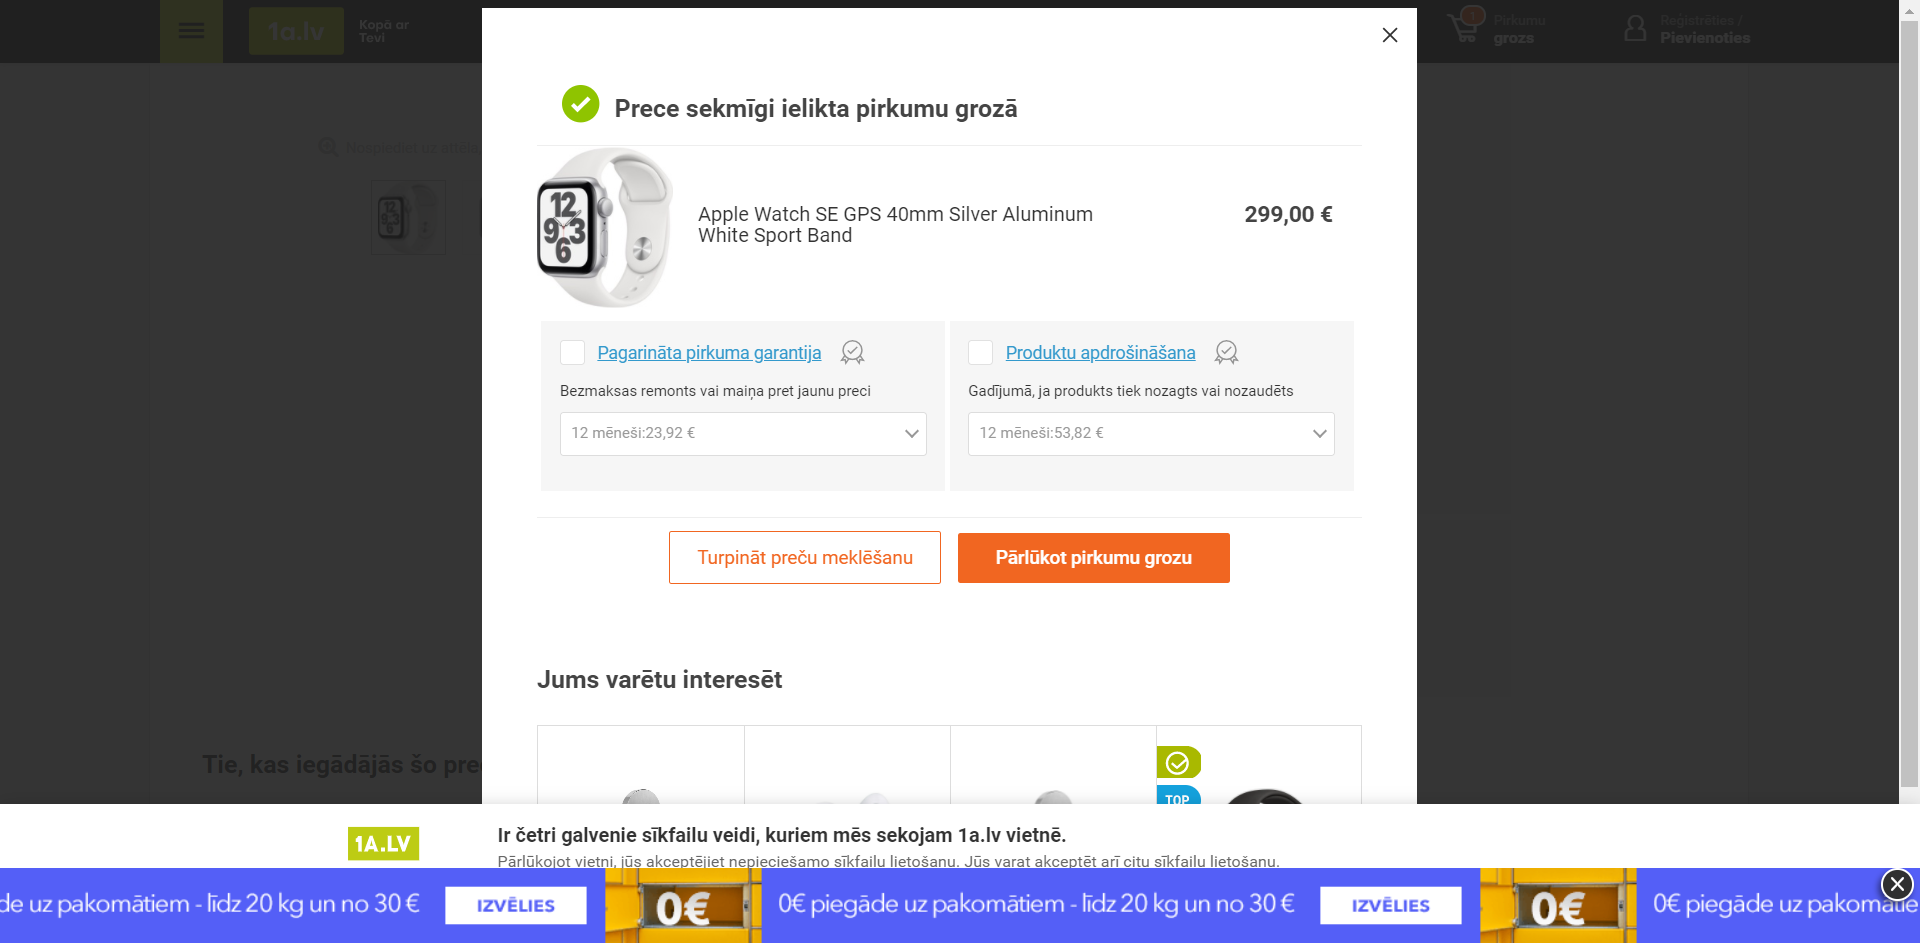 1a.lv
Kopā ar
Tevi
1
Pirkumu
grozs
Reģistrēties /
Pievienoties
Prece sekmīgi ielikta pirkumu grozā
Nospiediet uz attēla
Apple Watch SE GPS 40mm Silver Aluminum
White Sport Band
299,00 €
Pagarināta pirkuma garantija
Bezmaksas remonts vai maiņa pret jaunu preci
12 mēneši:23,92 €
Produktu apdrošināšana
Gadījumā, ja produkts tiek nozagts vai nozaudēts
12 mēneši:53,82 €
Turpināt preču meklēšanu
Pārlūkot pirkumu grozu
Jums varētu interesēt
Tie, kas iegādājās šo pre
TOP
1A.LV
Ir četri galvenie sīkfailu veidi, kuriem mēs sekojam 1a.lv vietnē.
Pārlūkojot vietni, jūs akceptējiet nepieciešamo sīkfailu lietošanu. Jūs varat akceptēt arī citu sīkfailu lietošanu.
de uz pakomātiem - līdz 20 kg un no 30 € IZVĒLIES 0€ 0€ piegāde uz pakomātiem - līdz 20 kg un no 30 € IZVĒLIES 0€ 0€ piegāde uz pakomātie